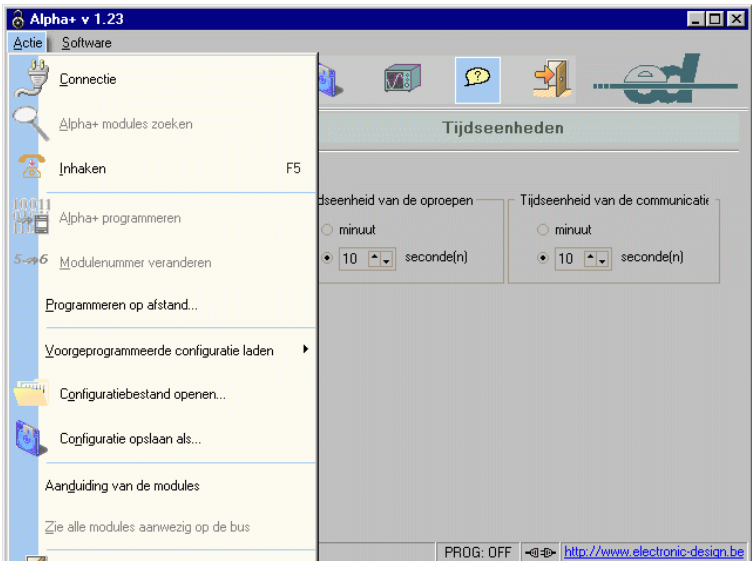 Alpha+ v 1.23
Actie Software
Connectie
Alpha+ modules zoeken
Inhaken F5
Alpha+ programmeren
Modulenummer veranderen
Programmeren op afstand...
Voorgeprogrammeerde configuratie laden
Configuratiebestand openen...
Configuratie opslaan als...
Aanduiding van de modules
Zie alle modules aanwezig op de bus
Tijdseenheden
dseenheid van de oproepen
minuut
10 seconde(n)
Tijdseenheid van de communicatie
minuut
10 seconde(n)
PROG: OFF http://www.electronic-design.be